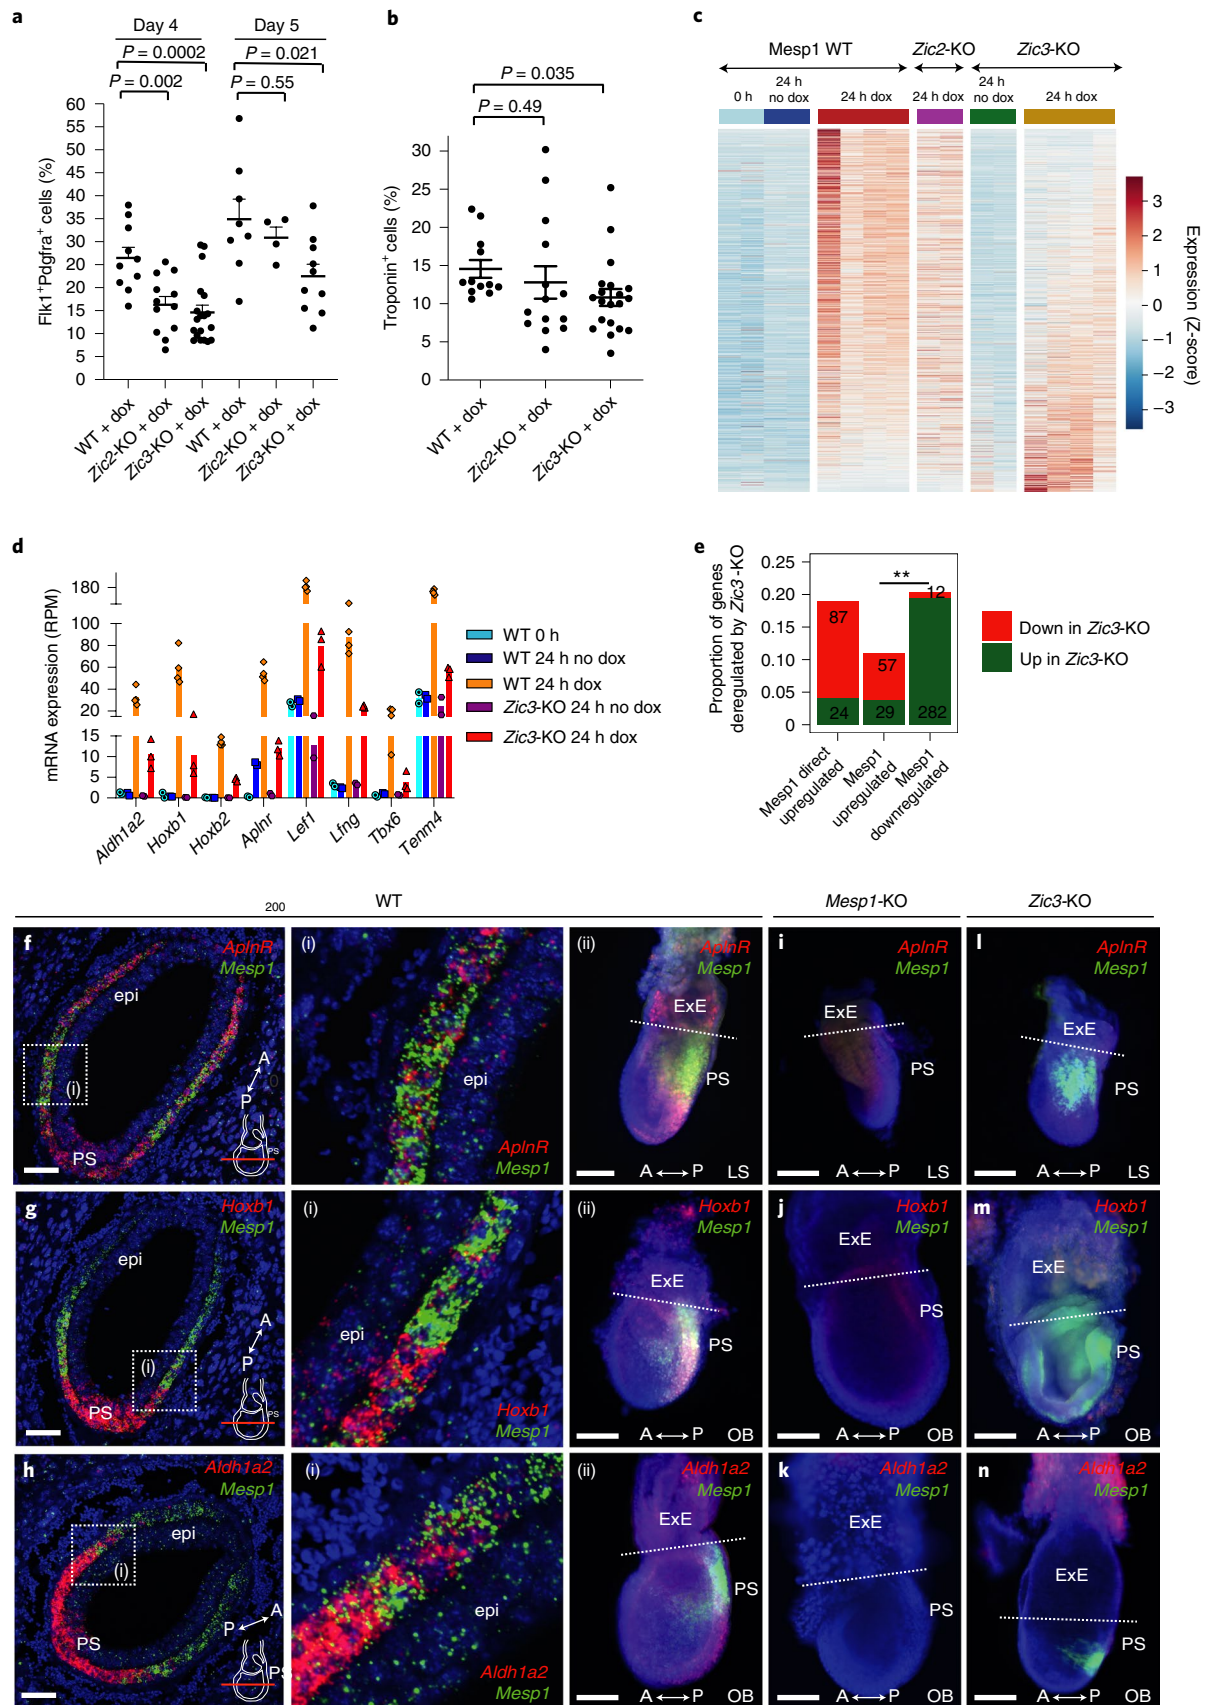 a
Day 4
Day 5
P = 0.0002
P = 0.021
P = 0.002
P = 0.55
Flk1+Pdgfra+ cells (%)
60
55
50
45
40
35
30
25
20
15
10
5
0
WT + dox
Zic2-KO + dox
Zic3-KO + dox
WT + dox
Zic2-KO + dox
Zic3-KO + dox
b
P = 0.035
P = 0.49
Troponin+ cells (%)
30
25
20
15
10
5
0
WT + dox
Zic2-KO + dox
Zic3-KO + dox
c
Mesp1 WT
Zic2-KO
Zic3-KO
0 h
24 h
no dox
24 h dox
24 h dox
24 h
no dox
24 h dox
3
2
1
0
−1
−2
−3
Expression (Z-score)
d
mRNA expression (RPM)
180
100
80
60
40
20
15
10
5
0
Aldh1a2
Hoxb1
Hoxb2
Aplnr
Lef1
Lfng
Tbx6
Tenm4
WT 0 h
WT 24 h no dox
WT 24 h dox
Zic3-KO 24 h no dox
Zic3-KO 24 h dox
e
Proportion of genes
deregulated by Zic3-KO
0.25
0.20
0.15
0.10
0.05
0
**
87
24
57
29
12
282
Mesp1 direct
upregulated
Mesp1
upregulated
Mesp1
downregulated
Down in Zic3-KO
Up in Zic3-KO
200
WT
Mesp1-KO
Zic3-KO
f
AplnR
Mesp1
epi
(i)
A
0
P
PS
PS
(i)
epi
AplnR
Mesp1
(ii)
AplnR
Mesp1
ExE
PS
A P LS
i
AplnR
Mesp1
ExE
PS
A P LS
l
AplnR
Mesp1
ExE
PS
A P LS
g
Hoxb1
Mesp1
epi
(i)
A
P
PS
PS
(i)
epi
Hoxb1
Mesp1
(ii)
Hoxb1
Mesp1
ExE
PS
A P OB
j
Hoxb1
Mesp1
ExE
PS
A P OB
m
Hoxb1
Mesp1
ExE
PS
A P OB
h
Aldh1a2
Mesp1
epi
(i)
A
P
PS
PS
(i)
epi
Aldh1a2
Mesp1
(ii)
Aldh1a2
Mesp1
ExE
PS
A P OB
k
Aldh1a2
Mesp1
ExE
PS
A P OB
n
Aldh1a2
Mesp1
ExE
PS
A P OB